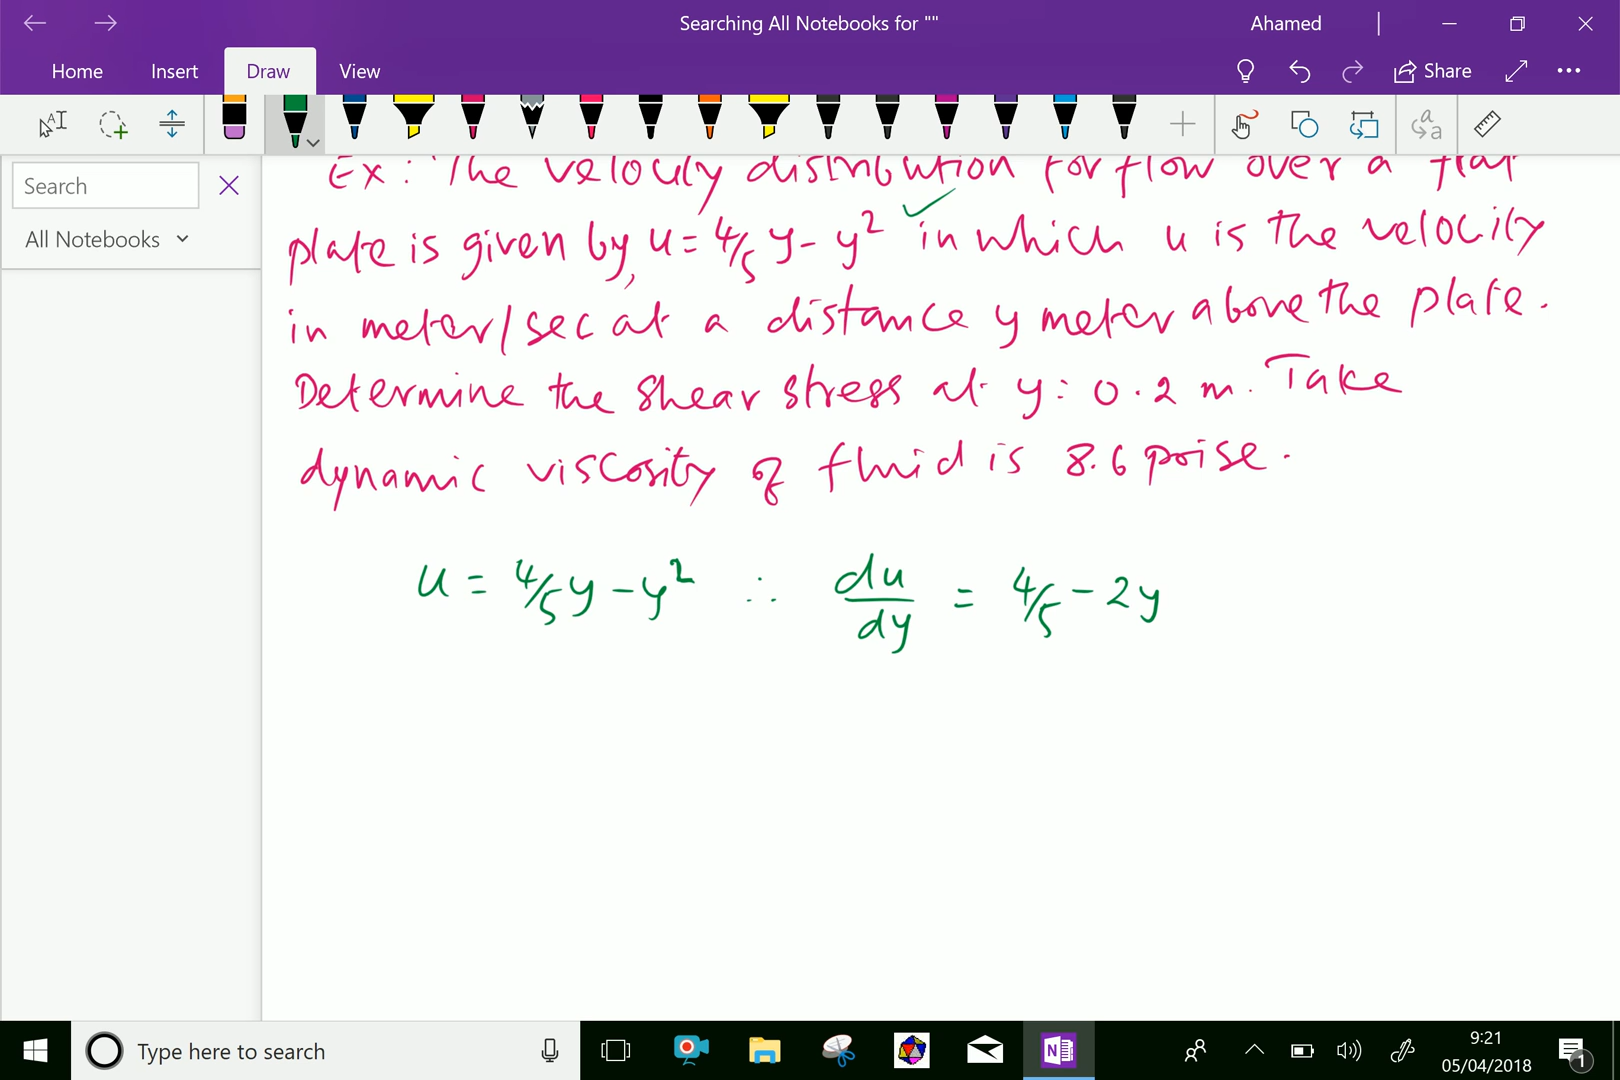 Searching All Notebooks for ""
Ahamed
Home Insert Draw View
Share
Search
All Notebooks
Ex: The velocity distribution for flow over a flat
plate is given by, u = 4/5 y - y² in which u is the velocity
in meter/sec at a distance y meter above the plate.
Determine the shear stress at y = 0.2 m. Take
dynamic viscosity of fluid is 8.6 poise.
u = 4/5 y - y² ∴ du/dy = 4/5 - 2y
Type here to search
9:21
05/04/2018
1